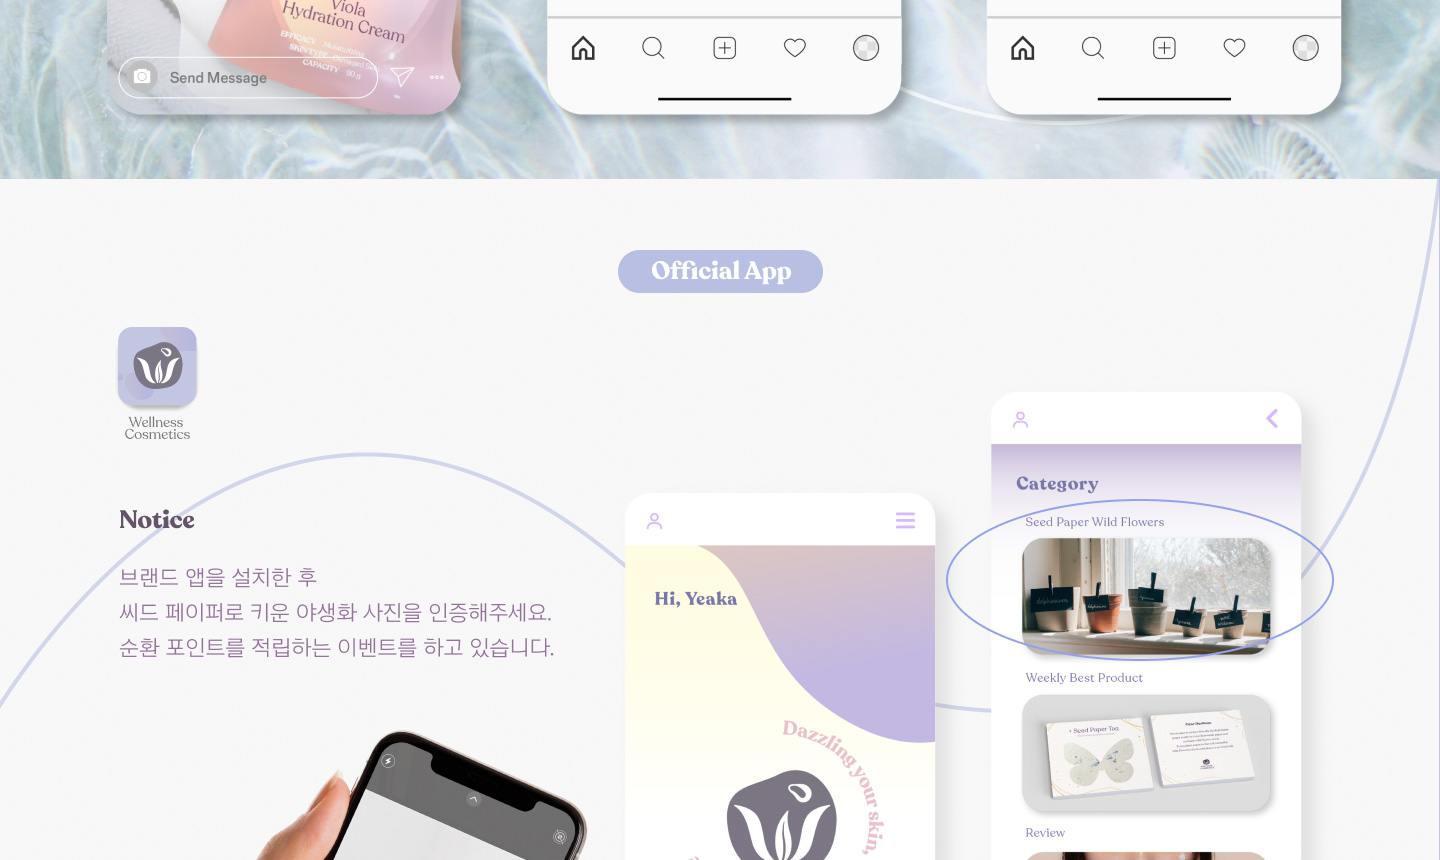 Viola
Hydration Cream
EFFICACY Moisturizing
SKIN TYPE
CAPACITY 90 g
Send Message
Official App
Wellness
Cosmetics
Notice
브랜드 앱을 설치한 후
씨드 페이퍼로 키운 야생화 사진을 인증해주세요.
순환 포인트를 적립하는 이벤트를 하고 있습니다.
Hi, Yeaka
Dazzling your skin,
Category
Seed Paper Wild Flowers
Weekly Best Product
Seed Paper Tea
Review